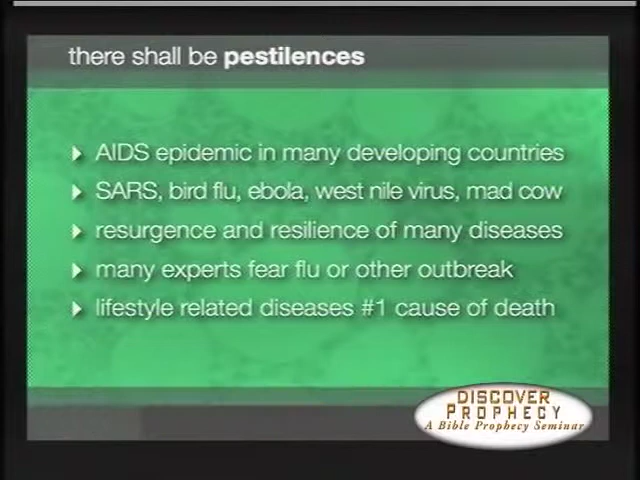 there shall be pestilences
AIDS epidemic in many developing countries
SARS, bird flu, ebola, west nile virus, mad cow
resurgence and resilience of many diseases
many experts fear flu or other outbreak
lifestyle related diseases #1 cause of death
DISCOVER
PROPHECY
A Bible Prophecy Seminar